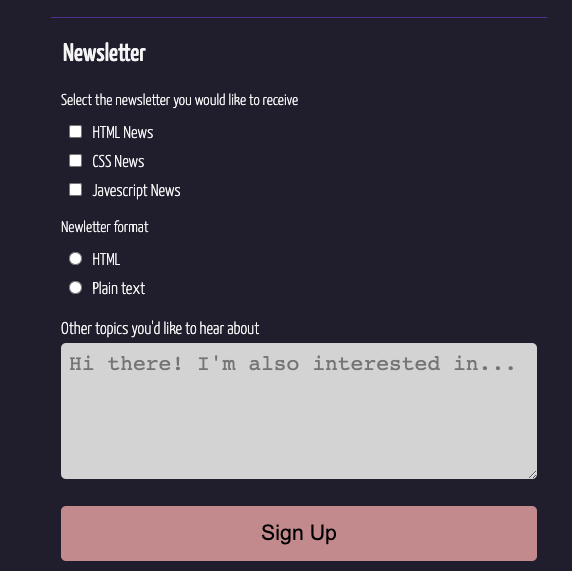 Newsletter
Select the newsletter you would like to receive
HTML News
CSS News
Javescript News
Newletter format
HTML
Plain text
Other topics you'd like to hear about
Hi there! I'm also interested in...
Sign Up